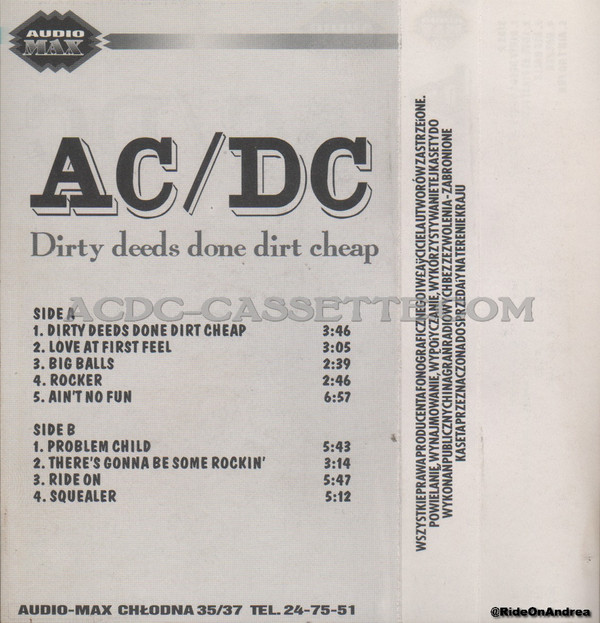 AUDIO
MAX
AC/DC
Dirty deeds done dirt cheap
ACDC-CASSETTE.COM
SIDE A
1. DIRTY DEEDS DONE DIRT CHEAP 3:46
2. LOVE AT FIRST FEEL 3:05
3. BIG BALLS 2:39
4. ROCKER 2:46
5. AIN'T NO FUN 6:57
SIDE B
1. PROBLEM CHILD 5:43
2. THERE'S GONNA BE SOME ROCKIN' 3:14
3. RIDE ON 5:47
4. SQUEALER 5:12
AUDIO-MAX CHŁODNA 35/37 TEL. 24-75-51
WSZYSTKIE PRAWA PRODUCENTA FONOGRAFICZNEGO I WŁAŚCICIELA UTWORÓW ZASTRZEŻONE.
POWIELANIE, WYNAJMOWANIE, WYPOŻYCZANIE, WYKORZYSTYWANIE TEJ KASETY DO
WYKONAŃ PUBLICZNYCH I NAGRAŃ RADIOWYCH BEZ ZEZWOLENIA - ZABRONIONE
KASETA PRZEZNACZONA DO SPRZEDAŻY NA TERENIE KRAJU
@RideOnAndrea